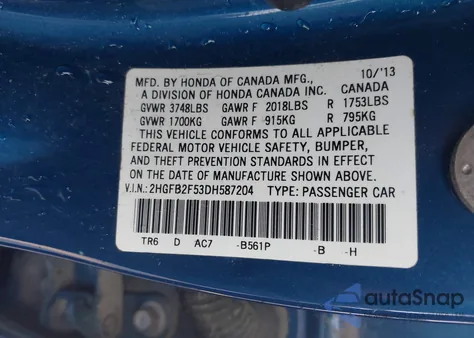 MFD. BY HONDA OF CANADA MFG., 10/'13
A DIVISION OF HONDA CANADA INC. CANADA
GVWR 3748LBS GAWR F 2018LBS R 1753LBS
GVWR 1700KG GAWR F 915KG R 795KG
THIS VEHICLE CONFORMS TO ALL APPLICABLE
FEDERAL MOTOR VEHICLE SAFETY, BUMPER,
AND THEFT PREVENTION STANDARDS IN EFFECT
ON THE DATE OF MANUFACTURE SHOWN ABOVE.
V.I.N.: 2HGFB2F53DH587204 TYPE: PASSENGER CAR
TR6 D AC7 -B561P -B -H
autoSnap